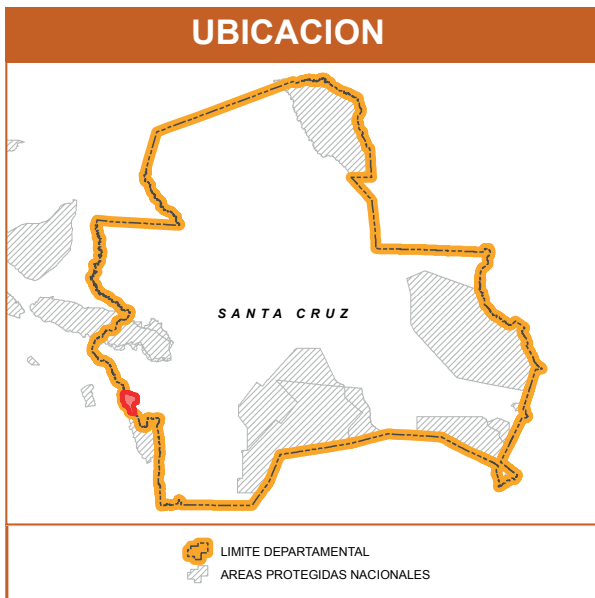 UBICACION
SANTA CRUZ
LIMITE DEPARTAMENTAL
AREAS PROTEGIDAS NACIONALES